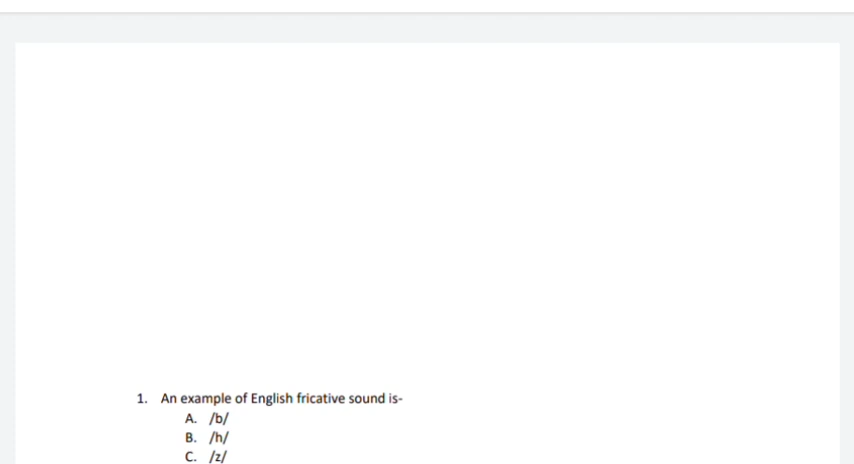 1. An example of English fricative sound is-
A. /b/
B. /h/
C. /z/